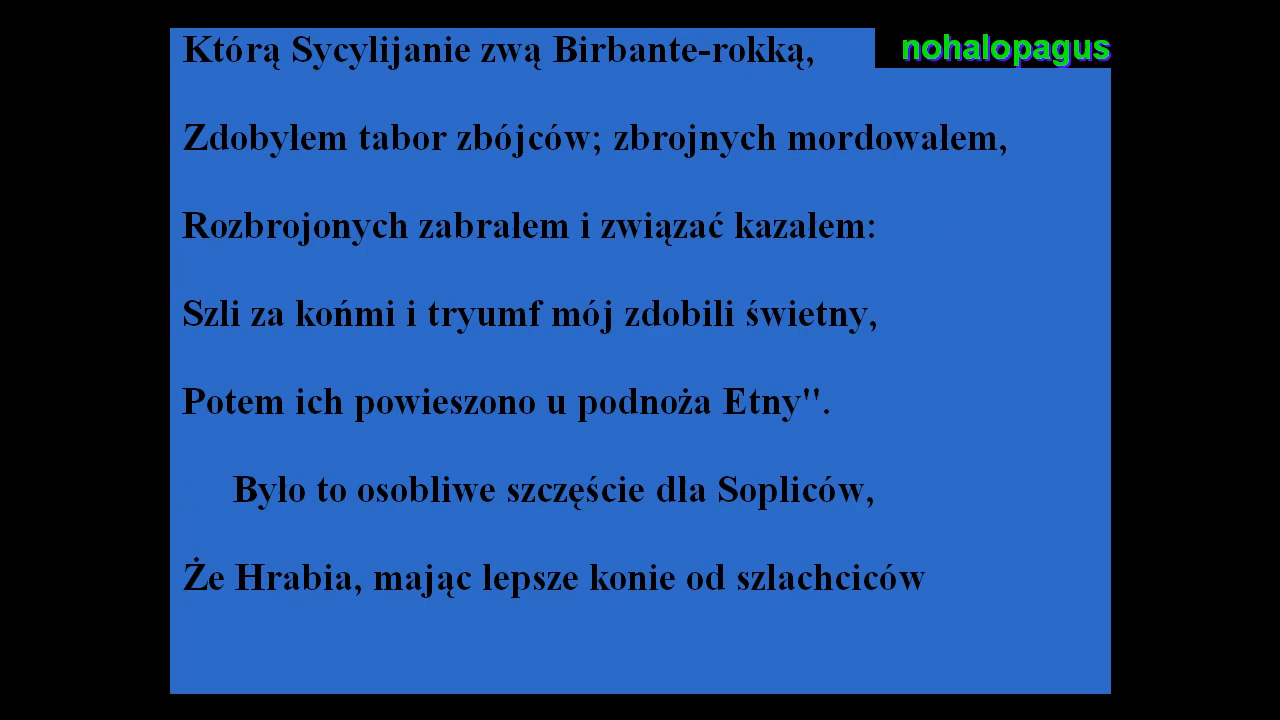 Którą Sycylijanie zwą Birbante-rokką,
nohalopagus
Zdobyłem tabor zbójców; zbrojnych mordowałem,
Rozbrojonych zabrałem i związać kazałem:
Szli za końmi i tryumf mój zdobili świetny,
Potem ich powieszono u podnoża Etny".
Było to osobliwe szczęście dla Sopliców,
Że Hrabia, mając lepsze konie od szlachciców